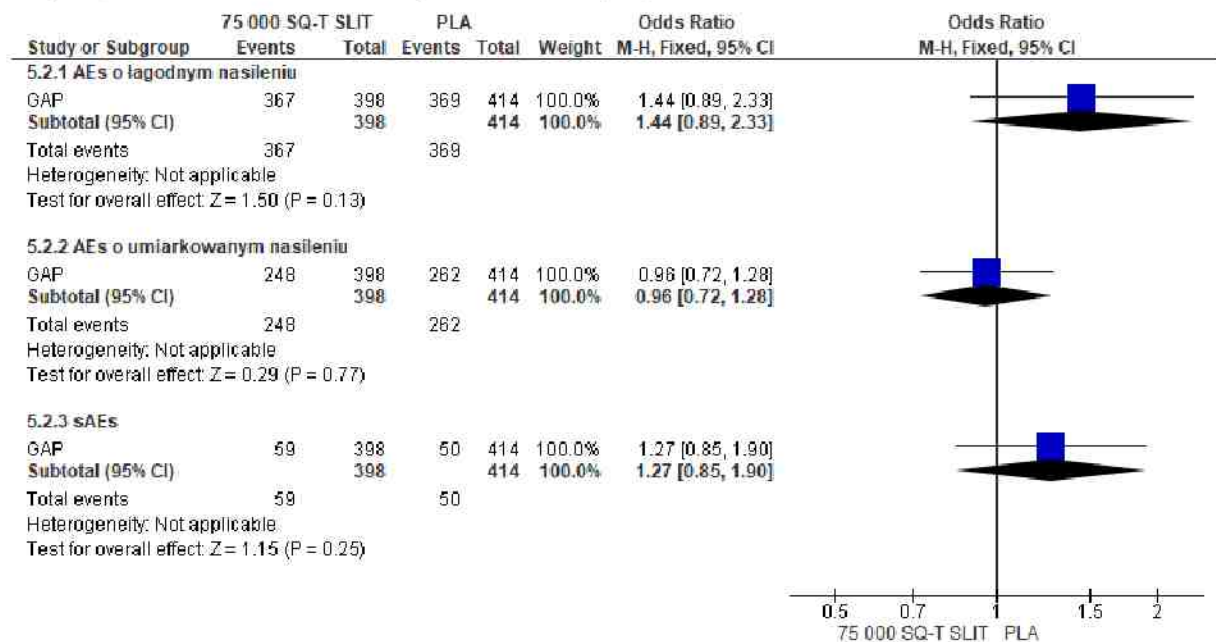 75 000 SQ-T SLIT PLA Odds Ratio Odds Ratio
Study or Subgroup Events Total Events Total Weight M-H, Fixed, 95% CI M-H, Fixed, 95% CI
5.2.1 AEs o łagodnym nasileniu
GAP 367 398 369 414 100.0% 1.44 [0.89, 2.33]
Subtotal (95% CI) 398 414 100.0% 1.44 [0.89, 2.33]
Total events 367 369
Heterogeneity: Not applicable
Test for overall effect: Z = 1.50 (P = 0.13)
5.2.2 AEs o umiarkowanym nasileniu
GAP 248 398 262 414 100.0% 0.96 [0.72, 1.28]
Subtotal (95% CI) 398 414 100.0% 0.96 [0.72, 1.28]
Total events 248 262
Heterogeneity: Not applicable
Test for overall effect: Z = 0.29 (P = 0.77)
5.2.3 sAEs
GAP 59 398 50 414 100.0% 1.27 [0.85, 1.90]
Subtotal (95% CI) 398 414 100.0% 1.27 [0.85, 1.90]
Total events 59 50
Heterogeneity: Not applicable
Test for overall effect: Z = 1.15 (P = 0.25)
0.5 0.7 1 1.5 2
75 000 SQ-T SLIT PLA